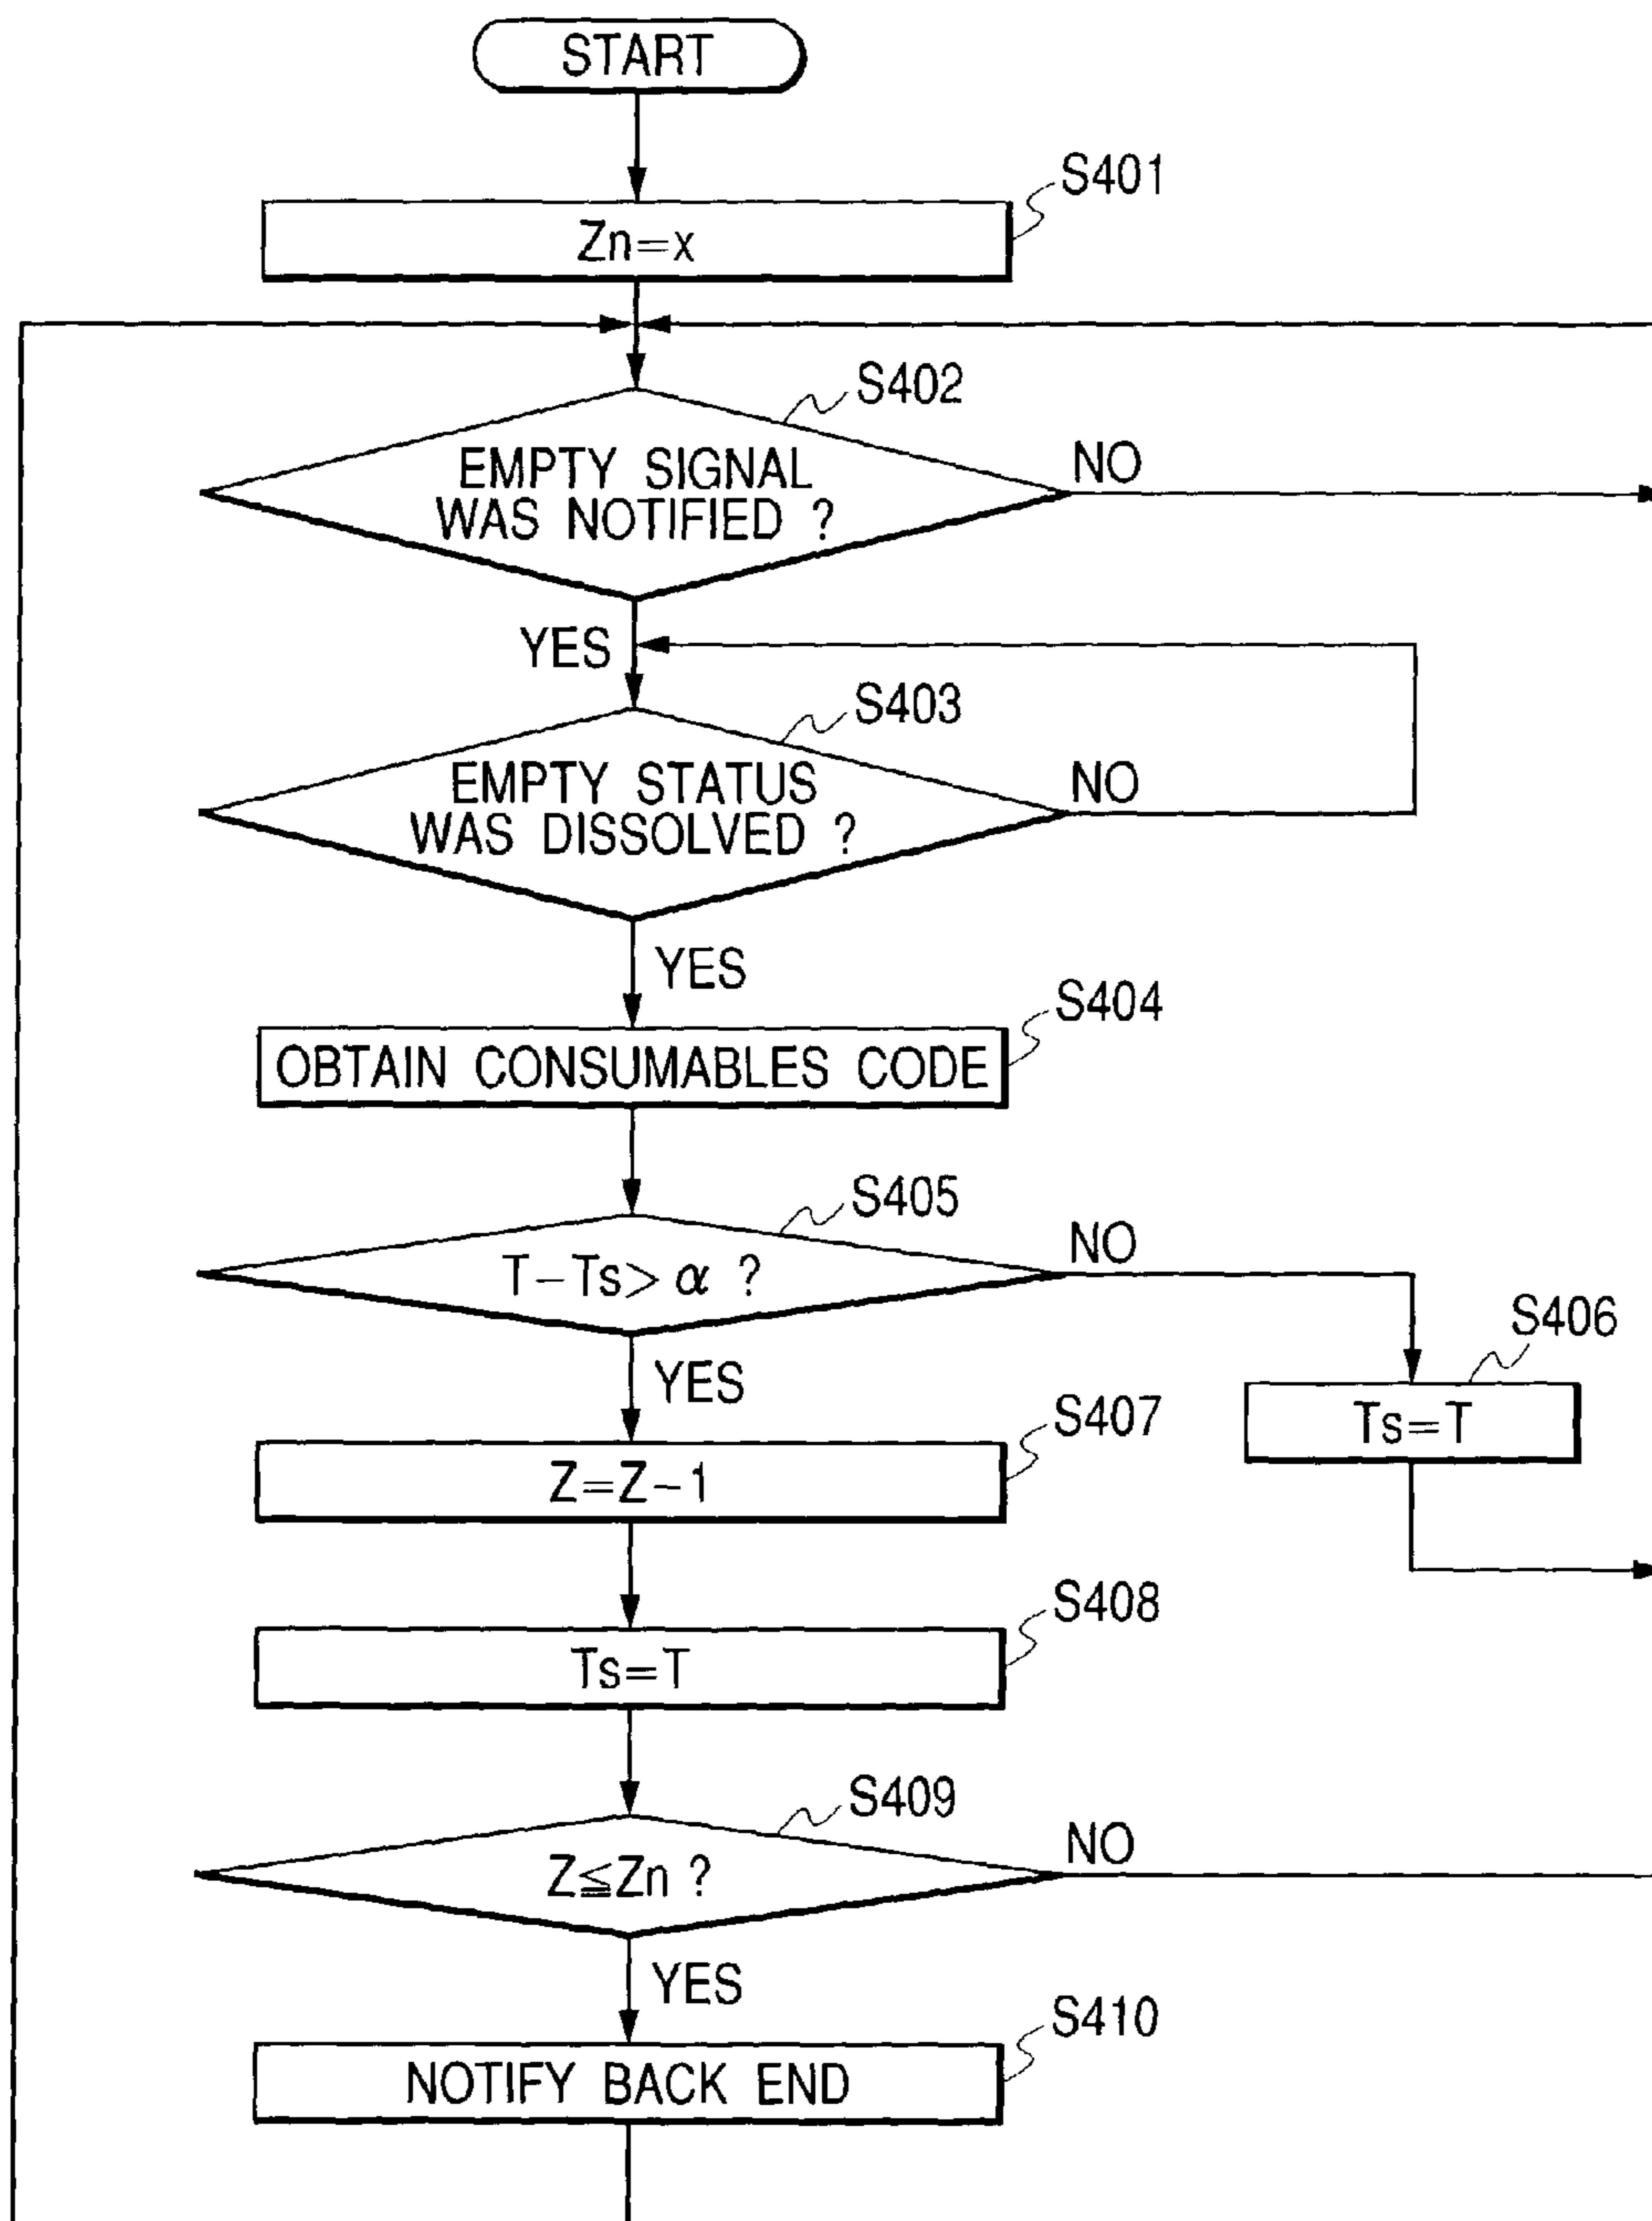 START
S401
Zn=x
S402
EMPTY SIGNAL
WAS NOTIFIED ?
NO
YES
S403
EMPTY STATUS
WAS DISSOLVED ?
NO
YES
S404
OBTAIN CONSUMABLES CODE
S405
T-Ts> α ?
NO
S406
Ts=T
YES
S407
Z=Z-1
S408
Ts=T
S409
Z≦Zn ?
NO
YES
S410
NOTIFY BACK END